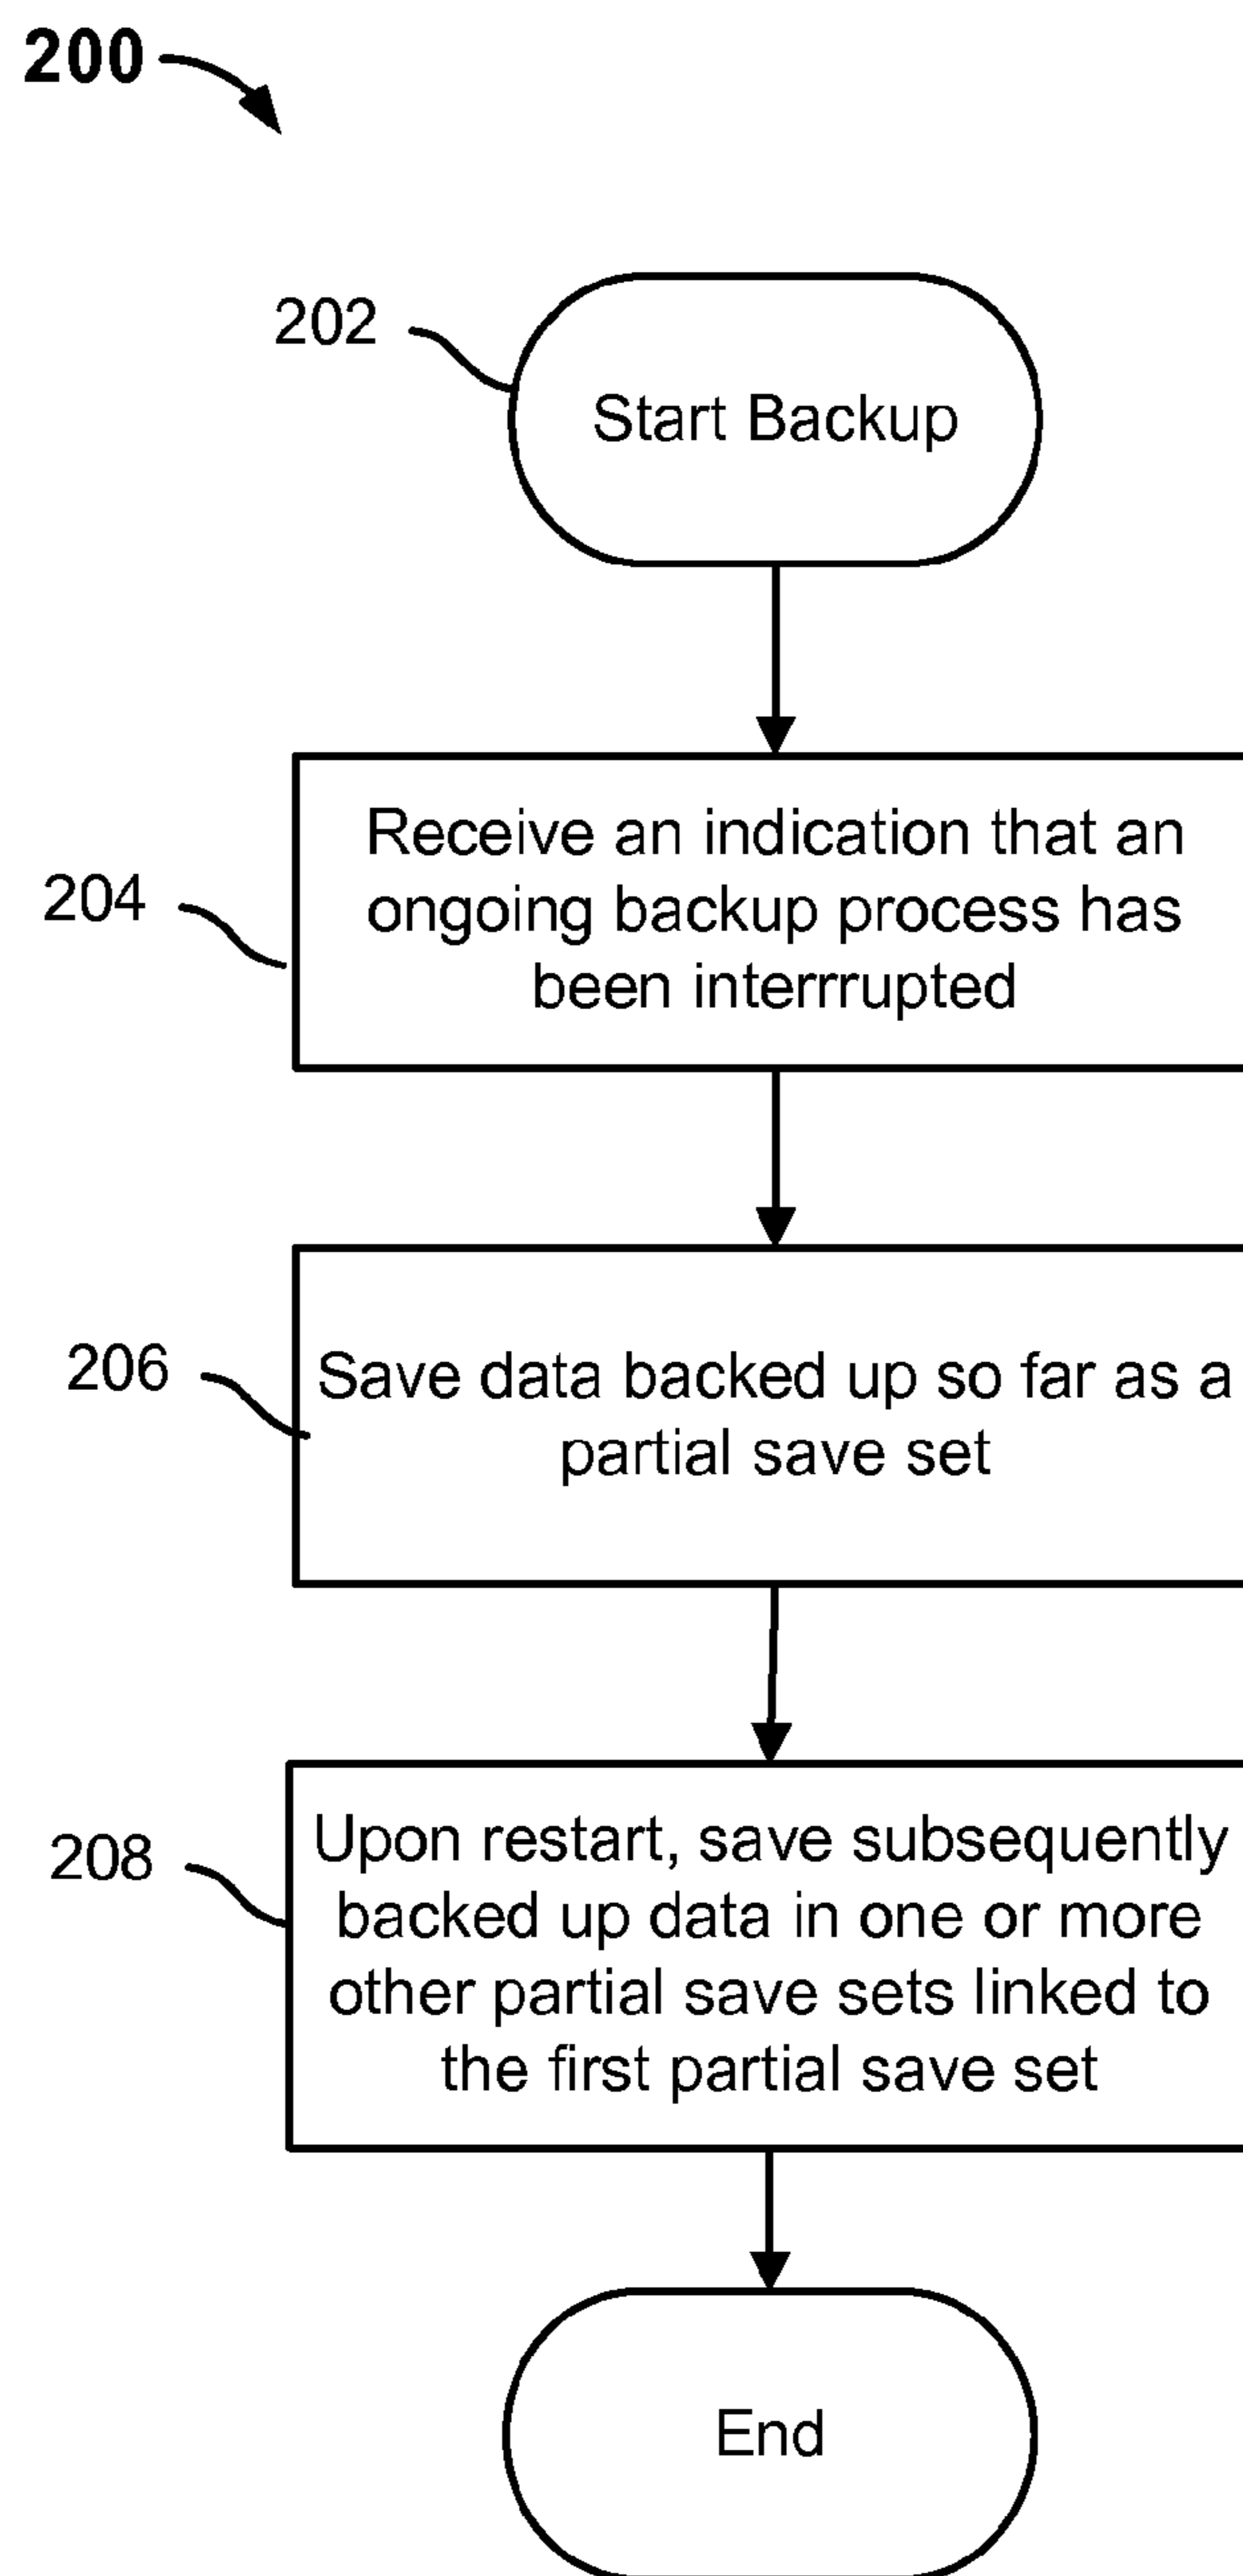 200
202
Start Backup
204
Receive an indication that an
ongoing backup process has
been interrrupted
206
Save data backed up so far as a
partial save set
208
Upon restart, save subsequently
backed up data in one or more
other partial save sets linked to
the first partial save set
End